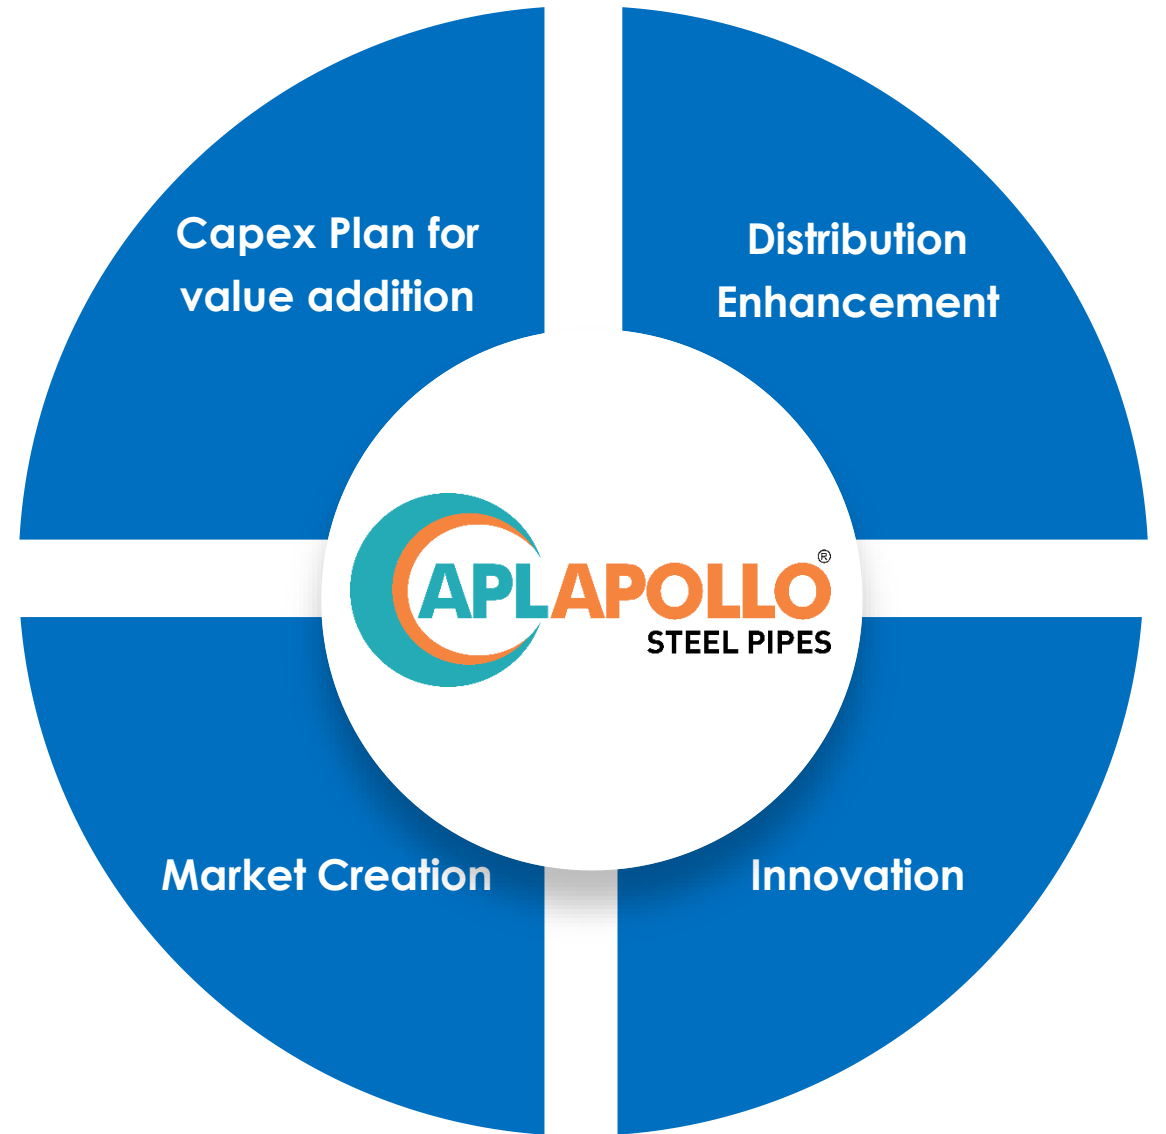 Capex Plan for
value addition
Distribution
Enhancement
APLAPOLLO®
STEEL PIPES
Market Creation
Innovation